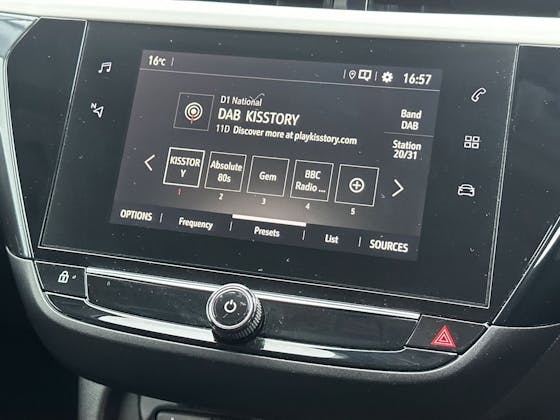 16°C
16:57
D1 National
DAB KISSTORY
11D Discover more at playkisstory.com
Band
DAB
Station
20/31
KISSTOR
Y
Absolute
80s
Gem
BBC
Radio ...
1
2
3
4
5
OPTIONS
Frequency
Presets
List
SOURCES
N